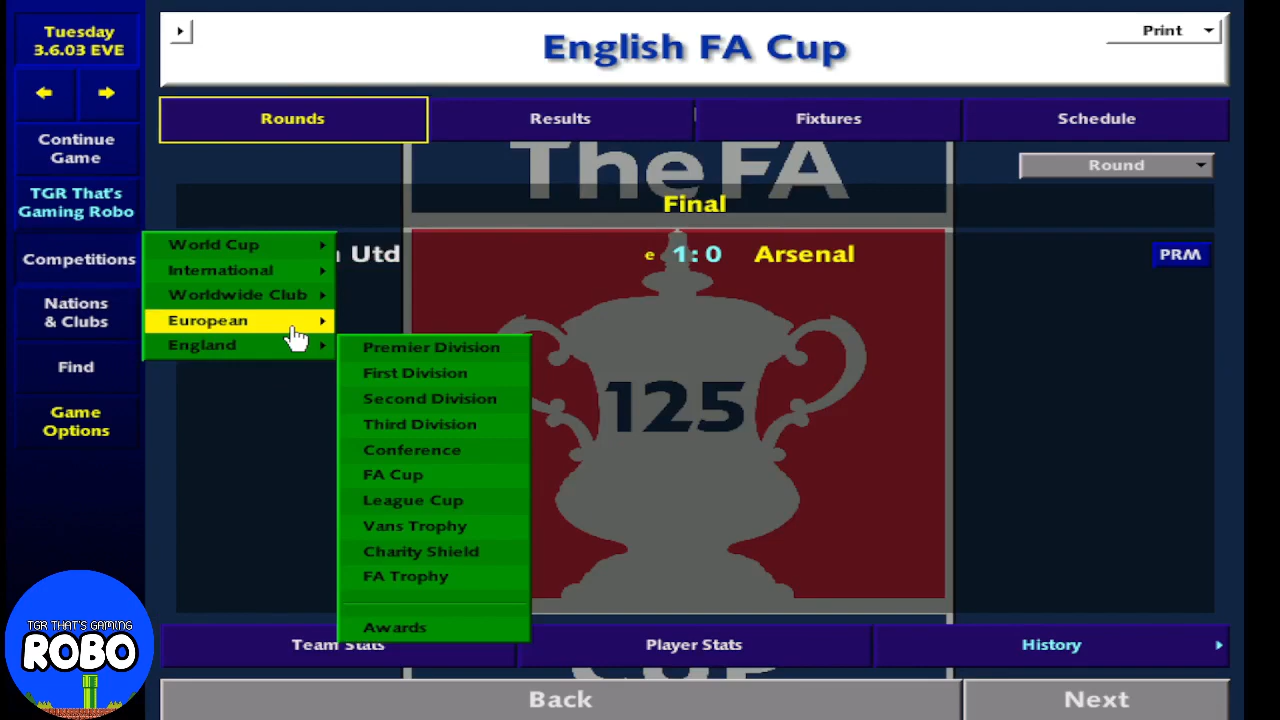 Tuesday
3.6.03 EVE
Continue
Game
TGR That's
Gaming Robo
Competitions
Nations
& Clubs
Find
Game
Options
English FA Cup
Print
Rounds
Results
Fixtures
Schedule
The FA
Round
Final
Utd
e
1: 0
Arsenal
PRM
World Cup
International
Worldwide Club
European
England
Premier Division
First Division
Second Division
Third Division
Conference
FA Cup
League Cup
Vans Trophy
Charity Shield
FA Trophy
Awards
125
Team Stats
Player Stats
History
CUP
Back
Next
TGR THAT'S GAMING
ROBO